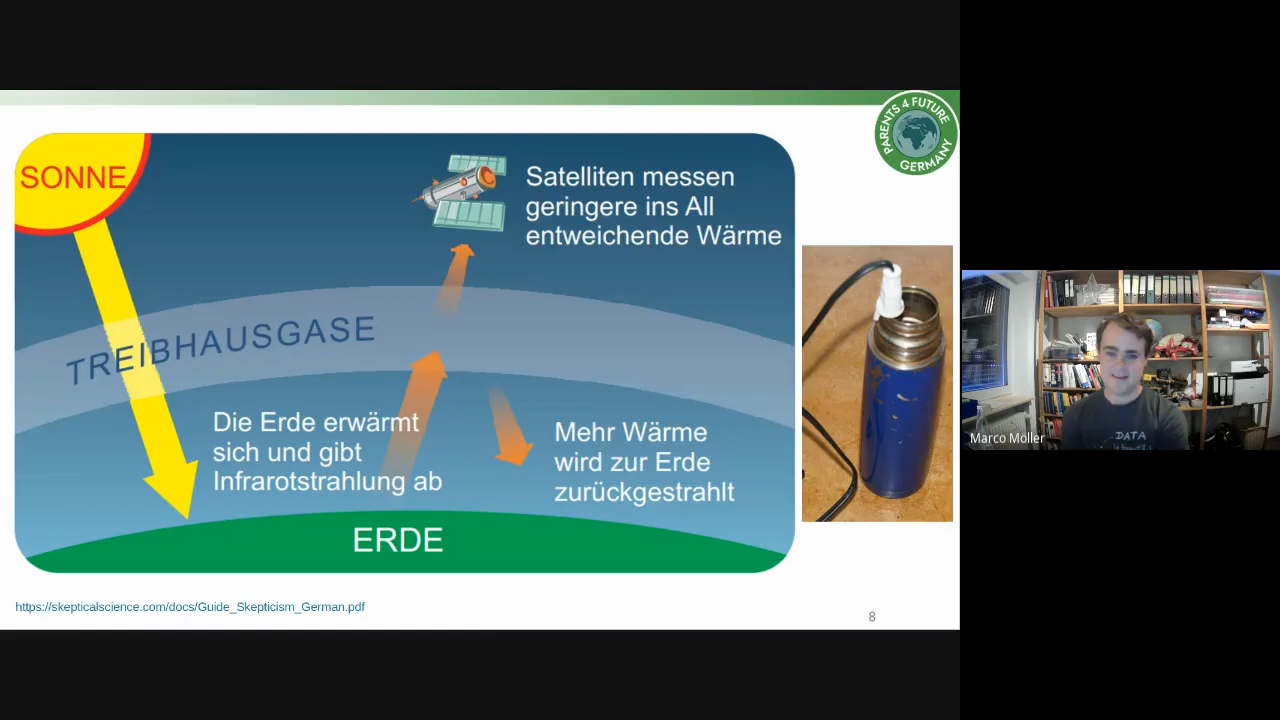 PARENTS 4 FUTURE
GERMANY
SONNE
Satelliten messen
geringere ins All
entweichende Wärme
TREIBHAUSGASE
Die Erde erwärmt
sich und gibt
Infrarotstrahlung ab
Mehr Wärme
wird zur Erde
zurückgestrahlt
ERDE
https://skepticalscience.com/docs/Guide_Skepticism_German.pdf
8
Marco Möller
DATA